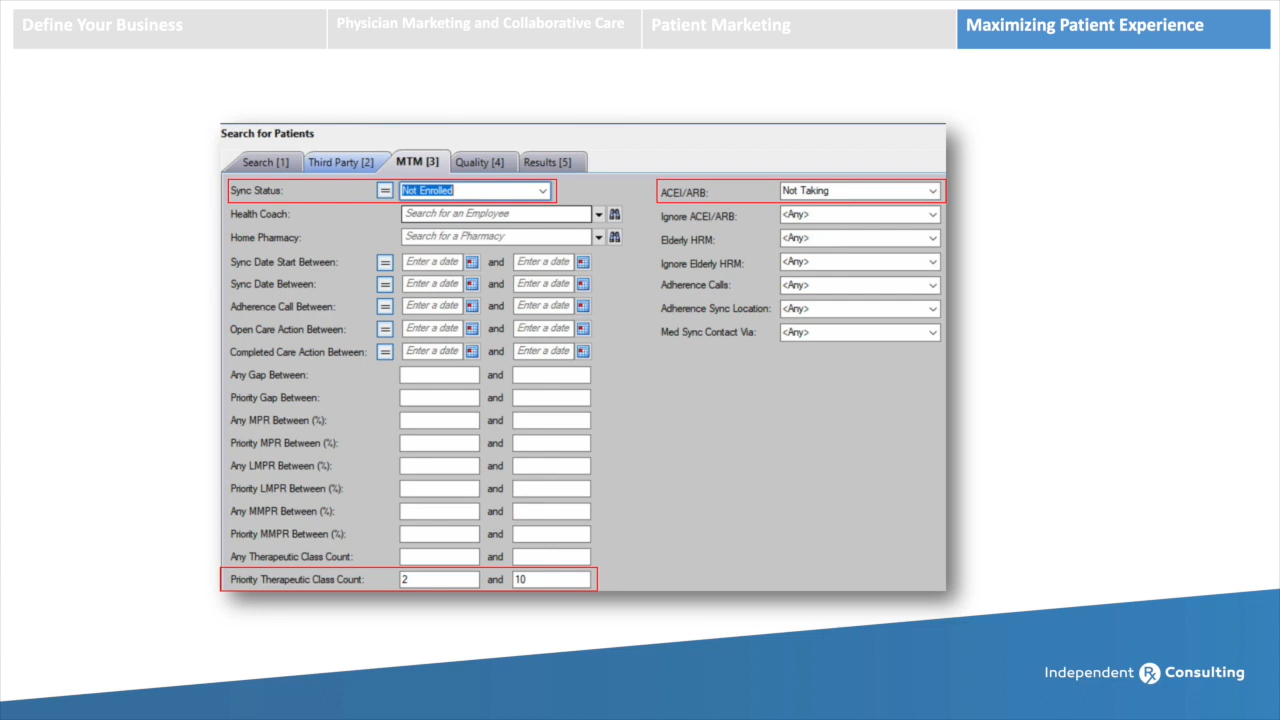 Define Your Business
Physician Marketing and Collaborative Care
Patient Marketing
Maximizing Patient Experience
Search for Patients
Search [1]
Third Party [2]
MTM [3]
Quality [4]
Results [5]
Sync Status: = Not Enrolled
Health Coach: Search for an Employee
Home Pharmacy: Search for a Pharmacy
Sync Date Start Between: = Enter a date and Enter a date
Sync Date Between: = Enter a date and Enter a date
Adherence Call Between: = Enter a date and Enter a date
Open Care Action Between: = Enter a date and Enter a date
Completed Care Action Between: = Enter a date and Enter a date
Any Gap Between: and
Priority Gap Between: and
Any MPR Between (%): and
Priority MPR Between (%): and
Any LMPR Between (%): and
Priority LMPR Between (%): and
Any MMPR Between (%): and
Priority MMPR Between (%): and
Any Therapeutic Class Count: and
Priority Therapeutic Class Count: 2 and 10
ACEI/ARB: Not Taking
Ignore ACEI/ARB: <Any>
Elderly HRM: <Any>
Ignore Elderly HRM: <Any>
Adherence Calls: <Any>
Adherence Sync Location: <Any>
Med Sync Contact Via: <Any>
Independent Rx Consulting